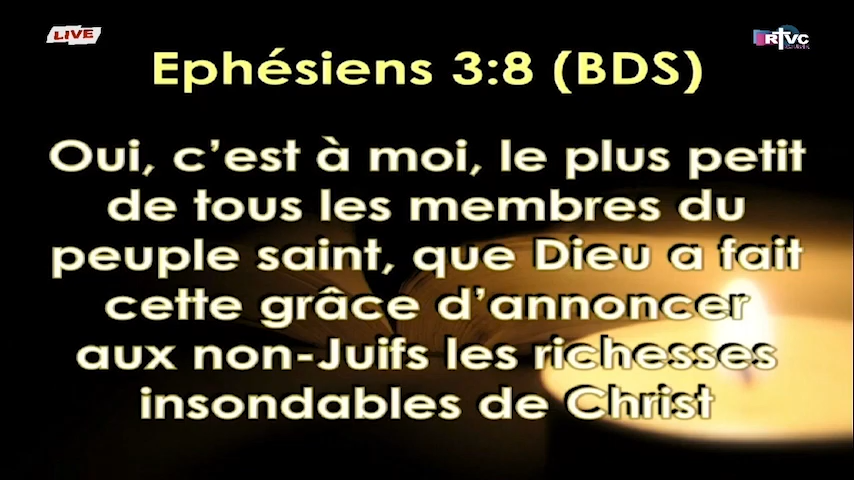 LIVE
RTVC
Ephésiens 3:8 (BDS)
Oui, c’est à moi, le plus petit
de tous les membres du
peuple saint, que Dieu a fait
cette grâce d’annoncer
aux non-Juifs les richesses
insondables de Christ